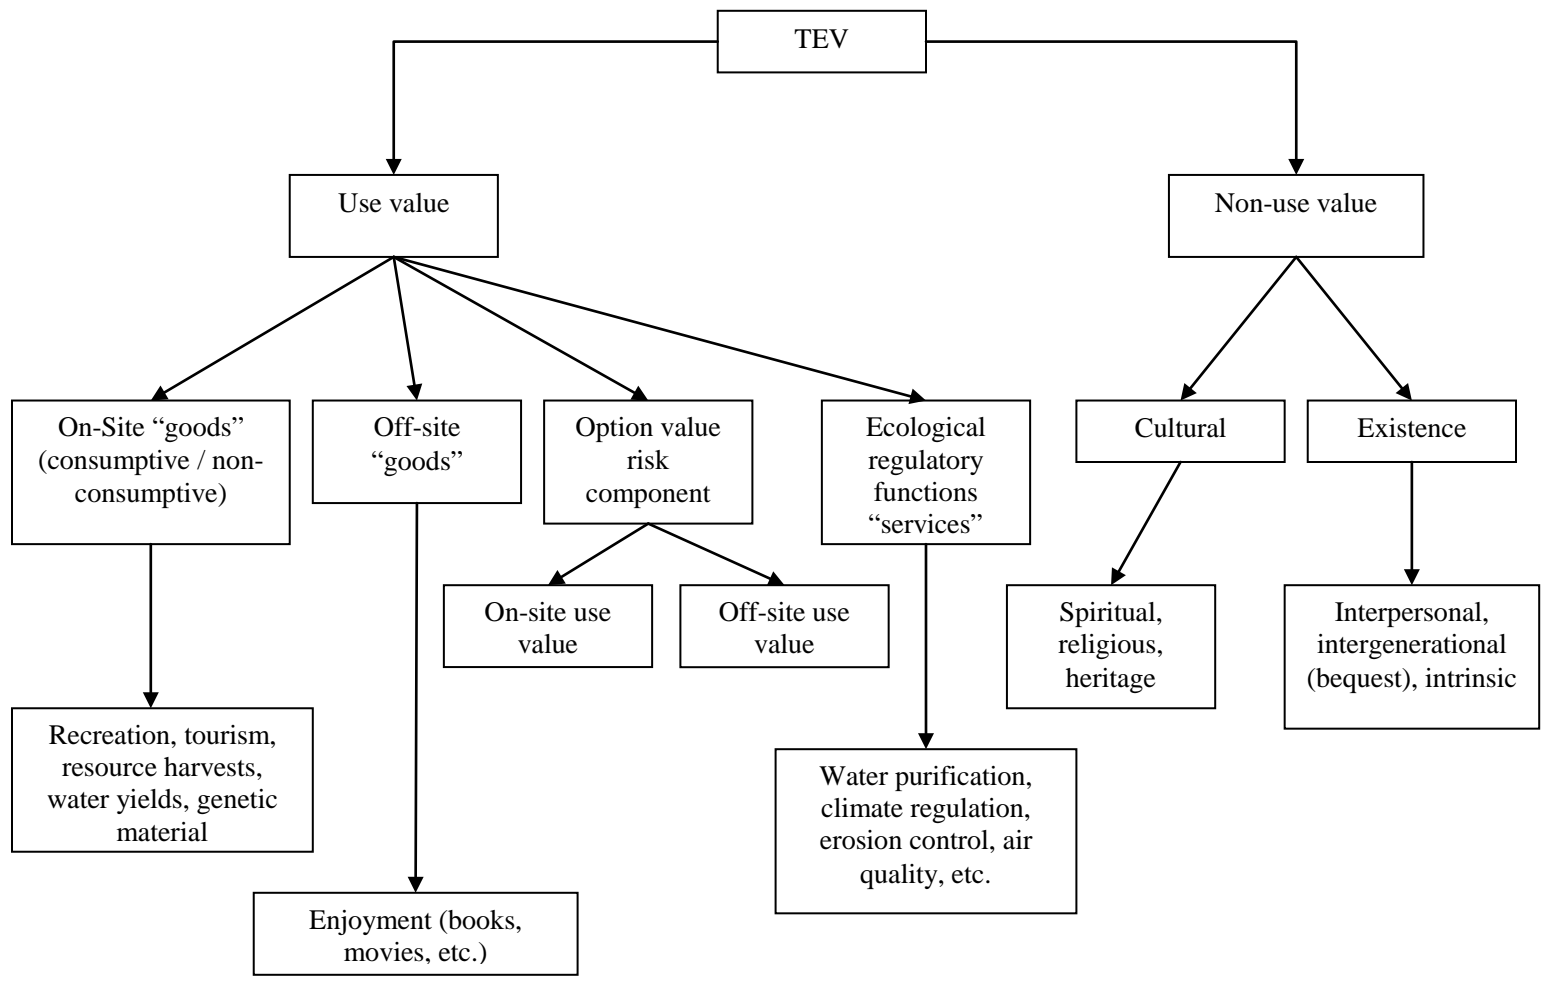 TEV
Use value
Non-use value
On-Site “goods”
(consumptive / non-
consumptive)
Off-site
“goods”
Option value
risk
component
Ecological
regulatory
functions
“services”
Cultural
Existence
On-site use
value
Off-site use
value
Spiritual,
religious,
heritage
Interpersonal,
intergenerational
(bequest), intrinsic
Recreation, tourism,
resource harvests,
water yields, genetic
material
Water purification,
climate regulation,
erosion control, air
quality, etc.
Enjoyment (books,
movies, etc.)